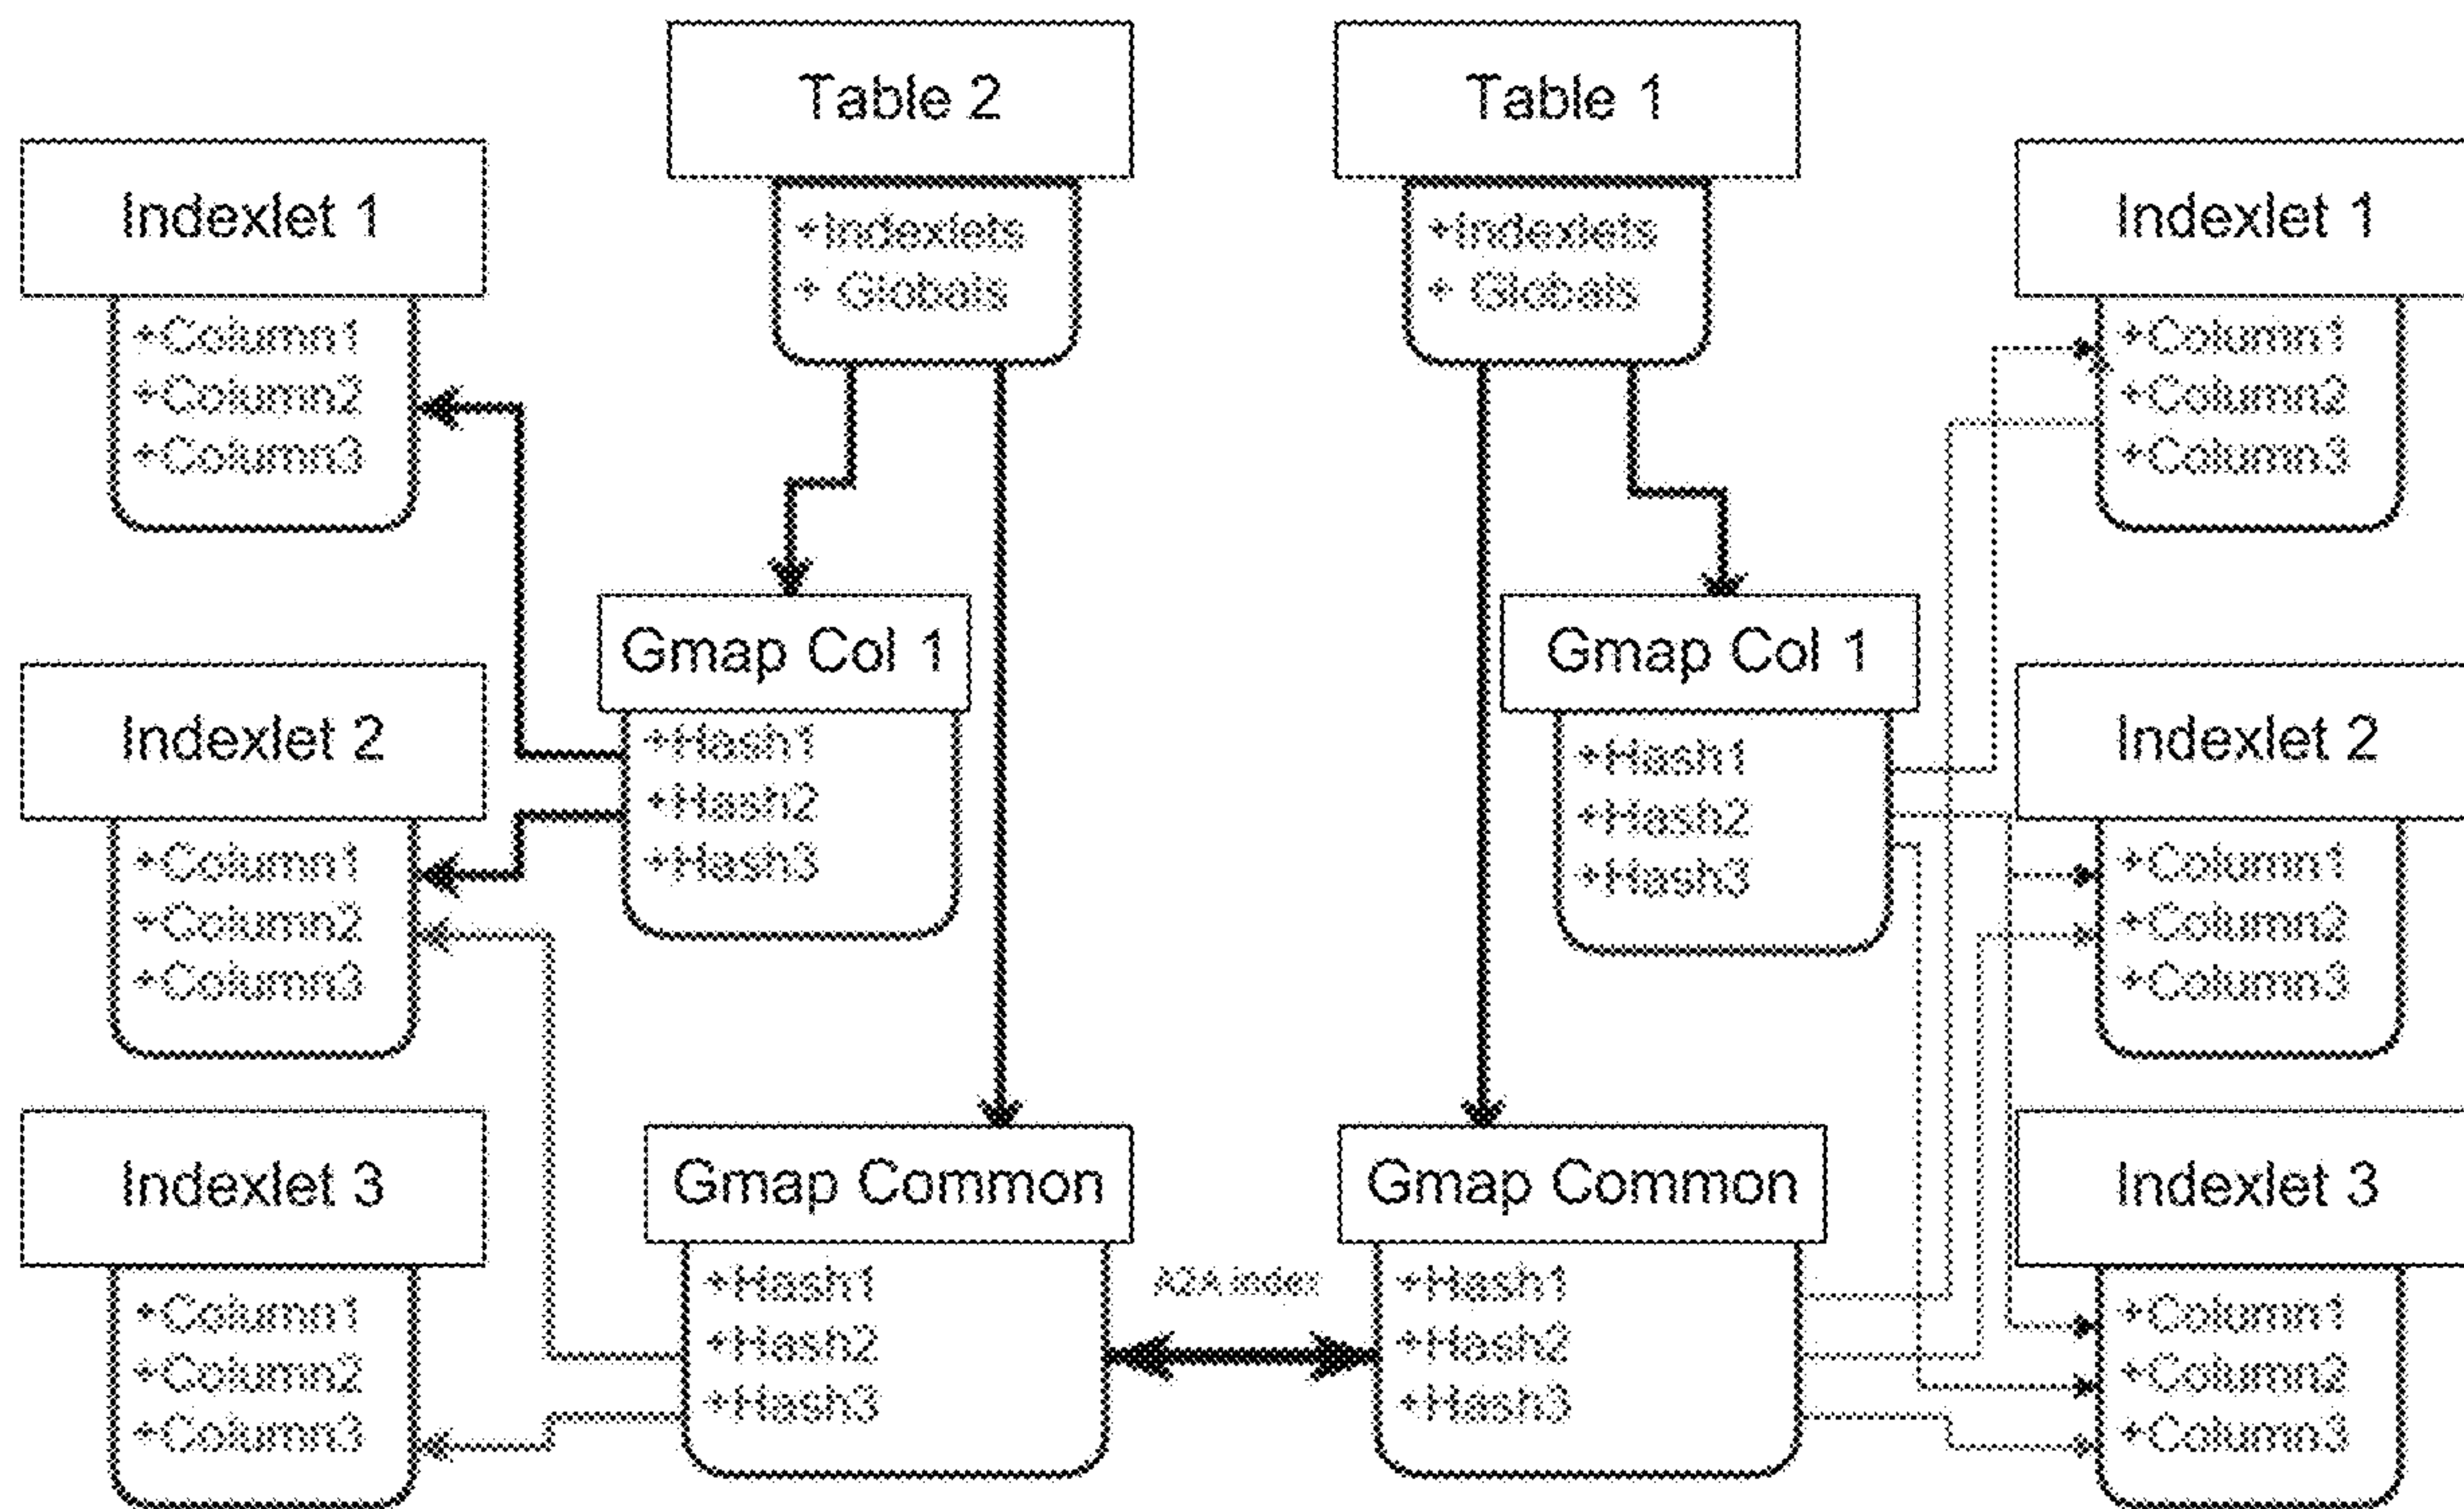 Table 2
Table 1
Indexlet 1
+Indexlets
+ Globals
+Indexlets
+ Globals
Indexlet 1
+Column1
+Column2
+Column3
+Column1
+Column2
+Column3
Gmap Col 1
Gmap Col 1
Indexlet 2
+Hash1
+Hash2
+Hash3
+Hash1
+Hash2
+Hash3
Indexlet 2
+Column1
+Column2
+Column3
+Column1
+Column2
+Column3
Indexlet 3
Gmap Common
Gmap Common
Indexlet 3
+Column1
+Column2
+Column3
+Hash1
+Hash2
+Hash3
A2A index
+Hash1
+Hash2
+Hash3
+Column1
+Column2
+Column3